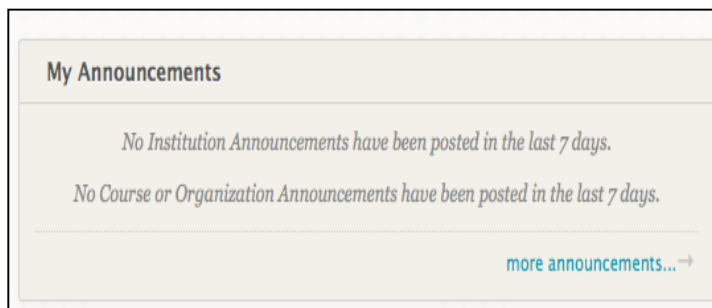 My Announcements
No Institution Announcements have been posted in the last 7 days.
No Course or Organization Announcements have been posted in the last 7 days.
more announcements...→